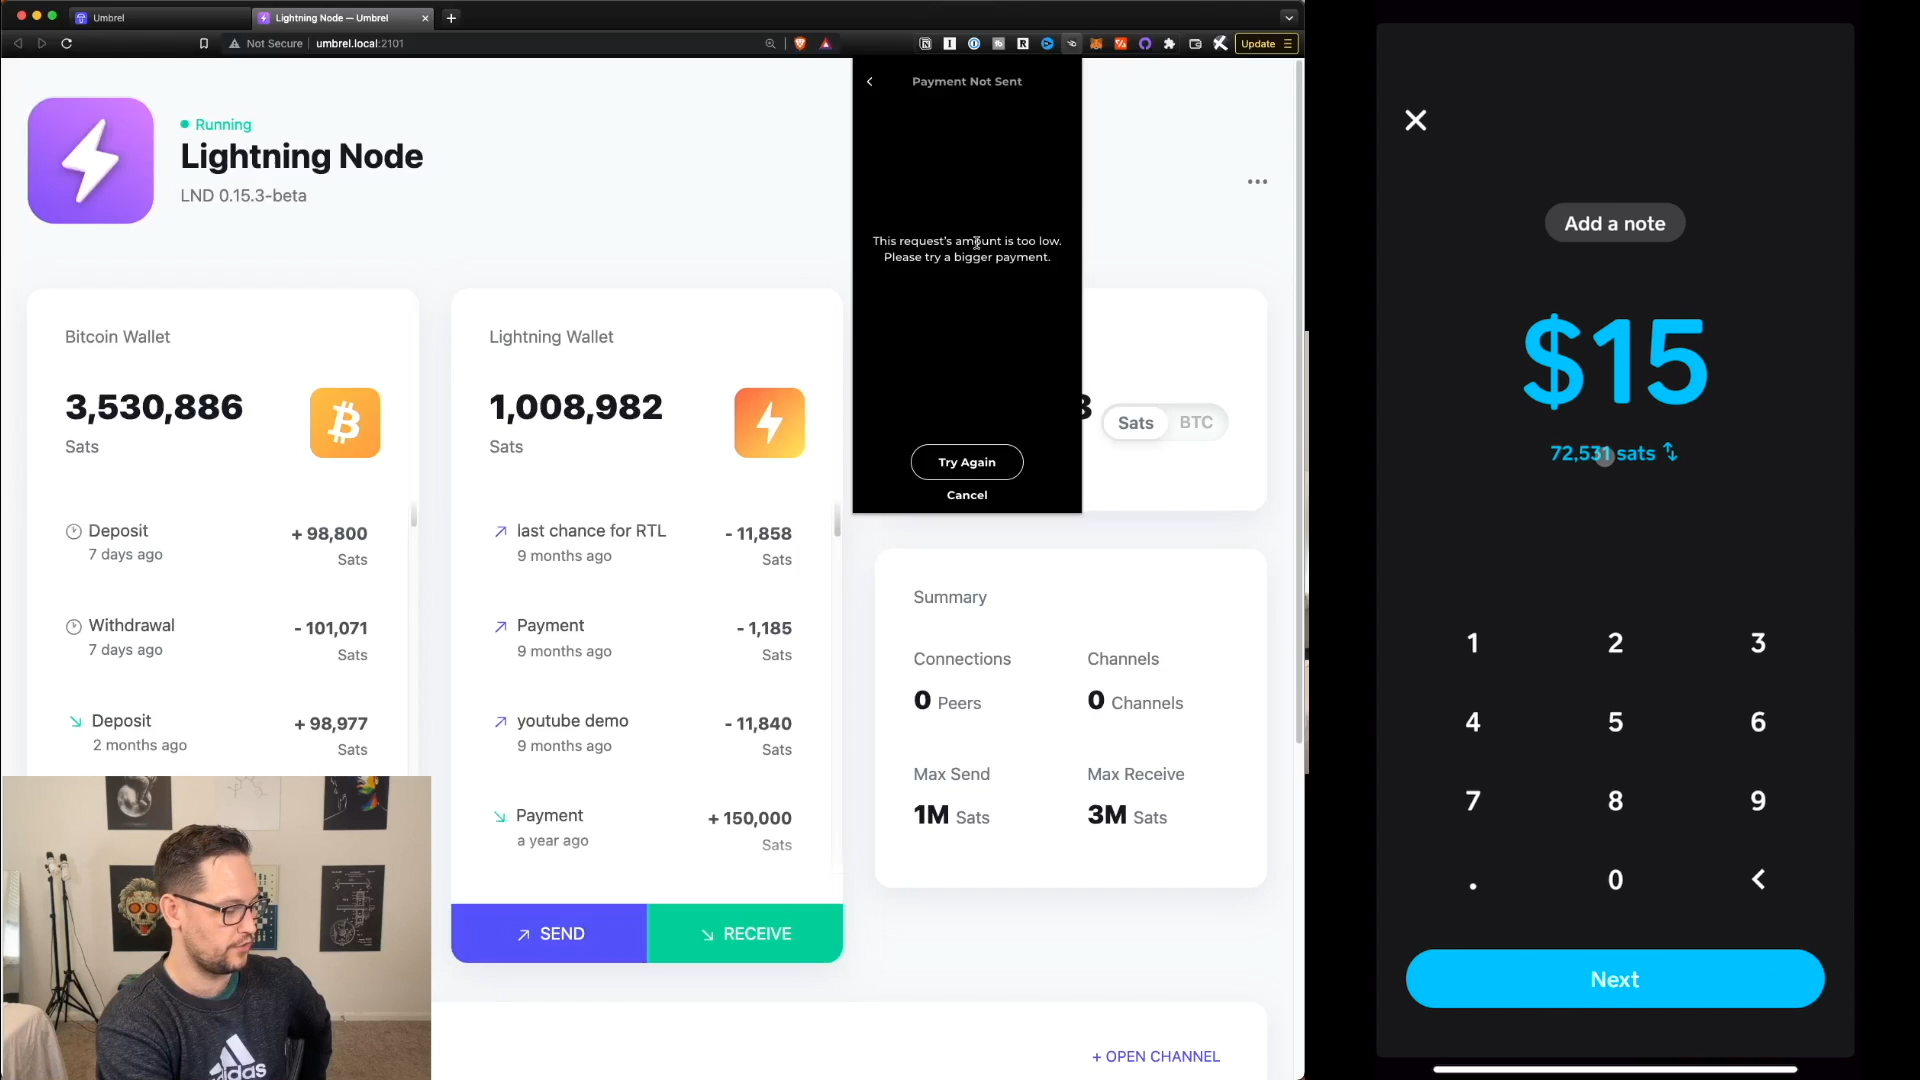 Umbrel
Lightning Node — Umbrel
Not Secure
umbrel.local:2101
Update
Running
Lightning Node
LND 0.15.3-beta
Bitcoin Wallet
3,530,886
Sats
Deposit
+ 98,800
7 days ago
Sats
Withdrawal
- 101,071
7 days ago
Sats
Deposit
+ 98,977
2 months ago
Sats
Lightning Wallet
1,008,982
Sats
last chance for RTL
- 11,858
9 months ago
Sats
Payment
- 1,185
9 months ago
Sats
youtube demo
- 11,840
9 months ago
Sats
Payment
+ 150,000
a year ago
Sats
SEND
RECEIVE
Payment Not Sent
This request's amount is too low.
Please try a bigger payment.
Try Again
Cancel
3
Sats
BTC
Summary
Connections
Channels
0 Peers
0 Channels
Max Send
Max Receive
1M Sats
3M Sats
+ OPEN CHANNEL
adidas
Add a note
$15
72,531 sats
1
2
3
4
5
6
7
8
9
.
0
Next